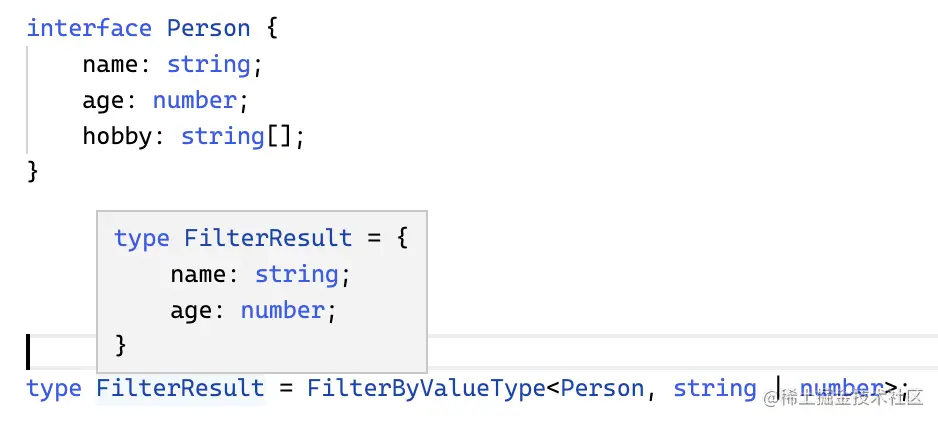 interface Person {
    name: string;
    age: number;
    hobby: string[];
}
type FilterResult = {
    name: string;
    age: number;
}
type FilterResult = FilterByValueType<Person, string | number>;
@稀土掘金技术社区